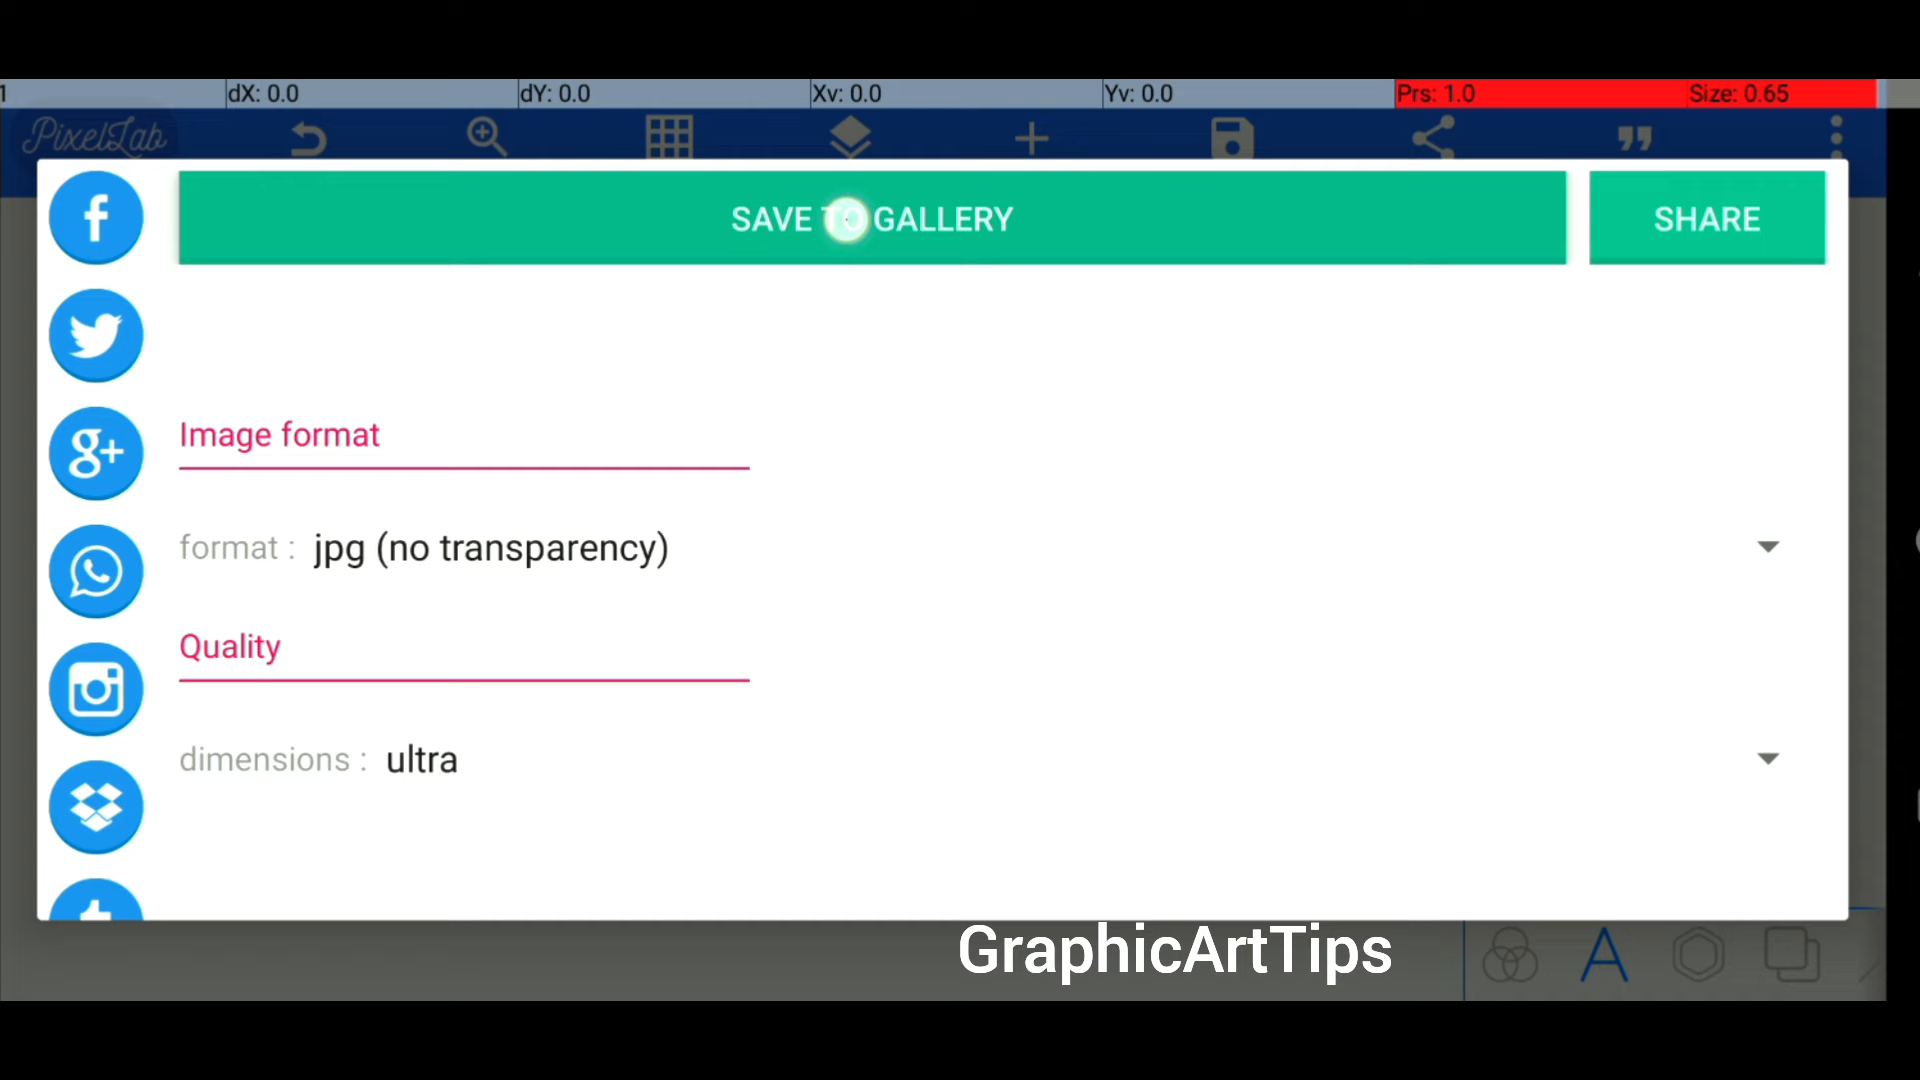 1 dX: 0.0 dY: 0.0 Xv: 0.0 Yv: 0.0 Prs: 1.0 Size: 0.65
PixelLab
SAVE TO GALLERY SHARE
Image format
format : jpg (no transparency)
Quality
dimensions : ultra
GraphicArtTips